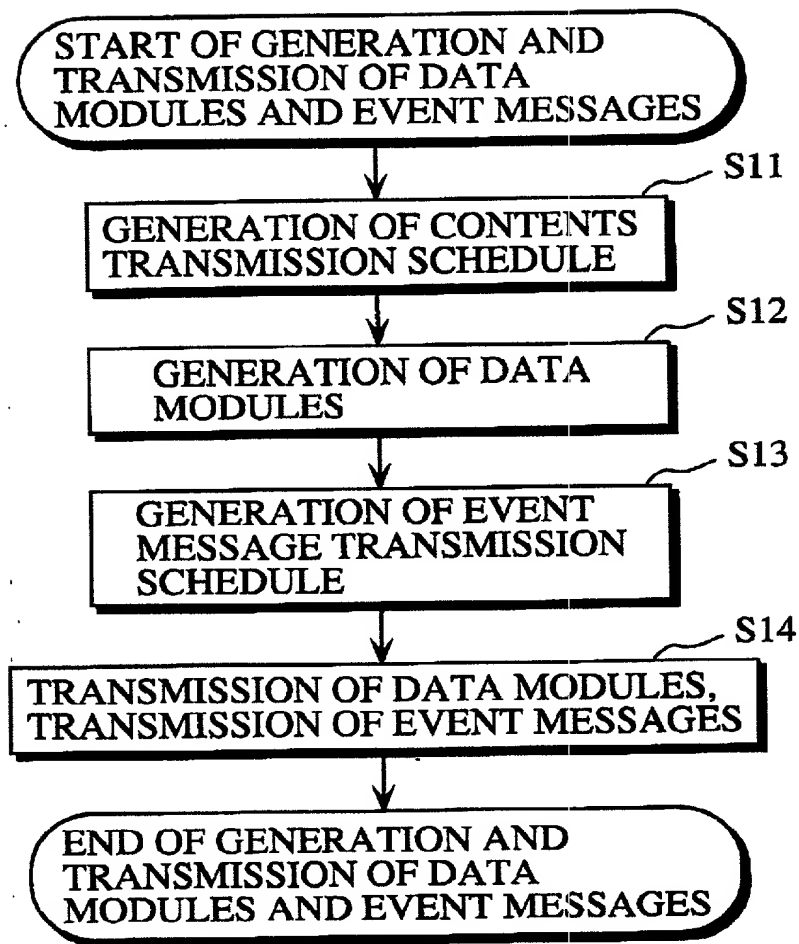 START OF GENERATION AND
TRANSMISSION OF DATA
MODULES AND EVENT MESSAGES
S11
GENERATION OF CONTENTS
TRANSMISSION SCHEDULE
S12
GENERATION OF DATA
MODULES
S13
GENERATION OF EVENT
MESSAGE TRANSMISSION
SCHEDULE
S14
TRANSMISSION OF DATA MODULES,
TRANSMISSION OF EVENT MESSAGES
END OF GENERATION AND
TRANSMISSION OF DATA
MODULES AND EVENT MESSAGES